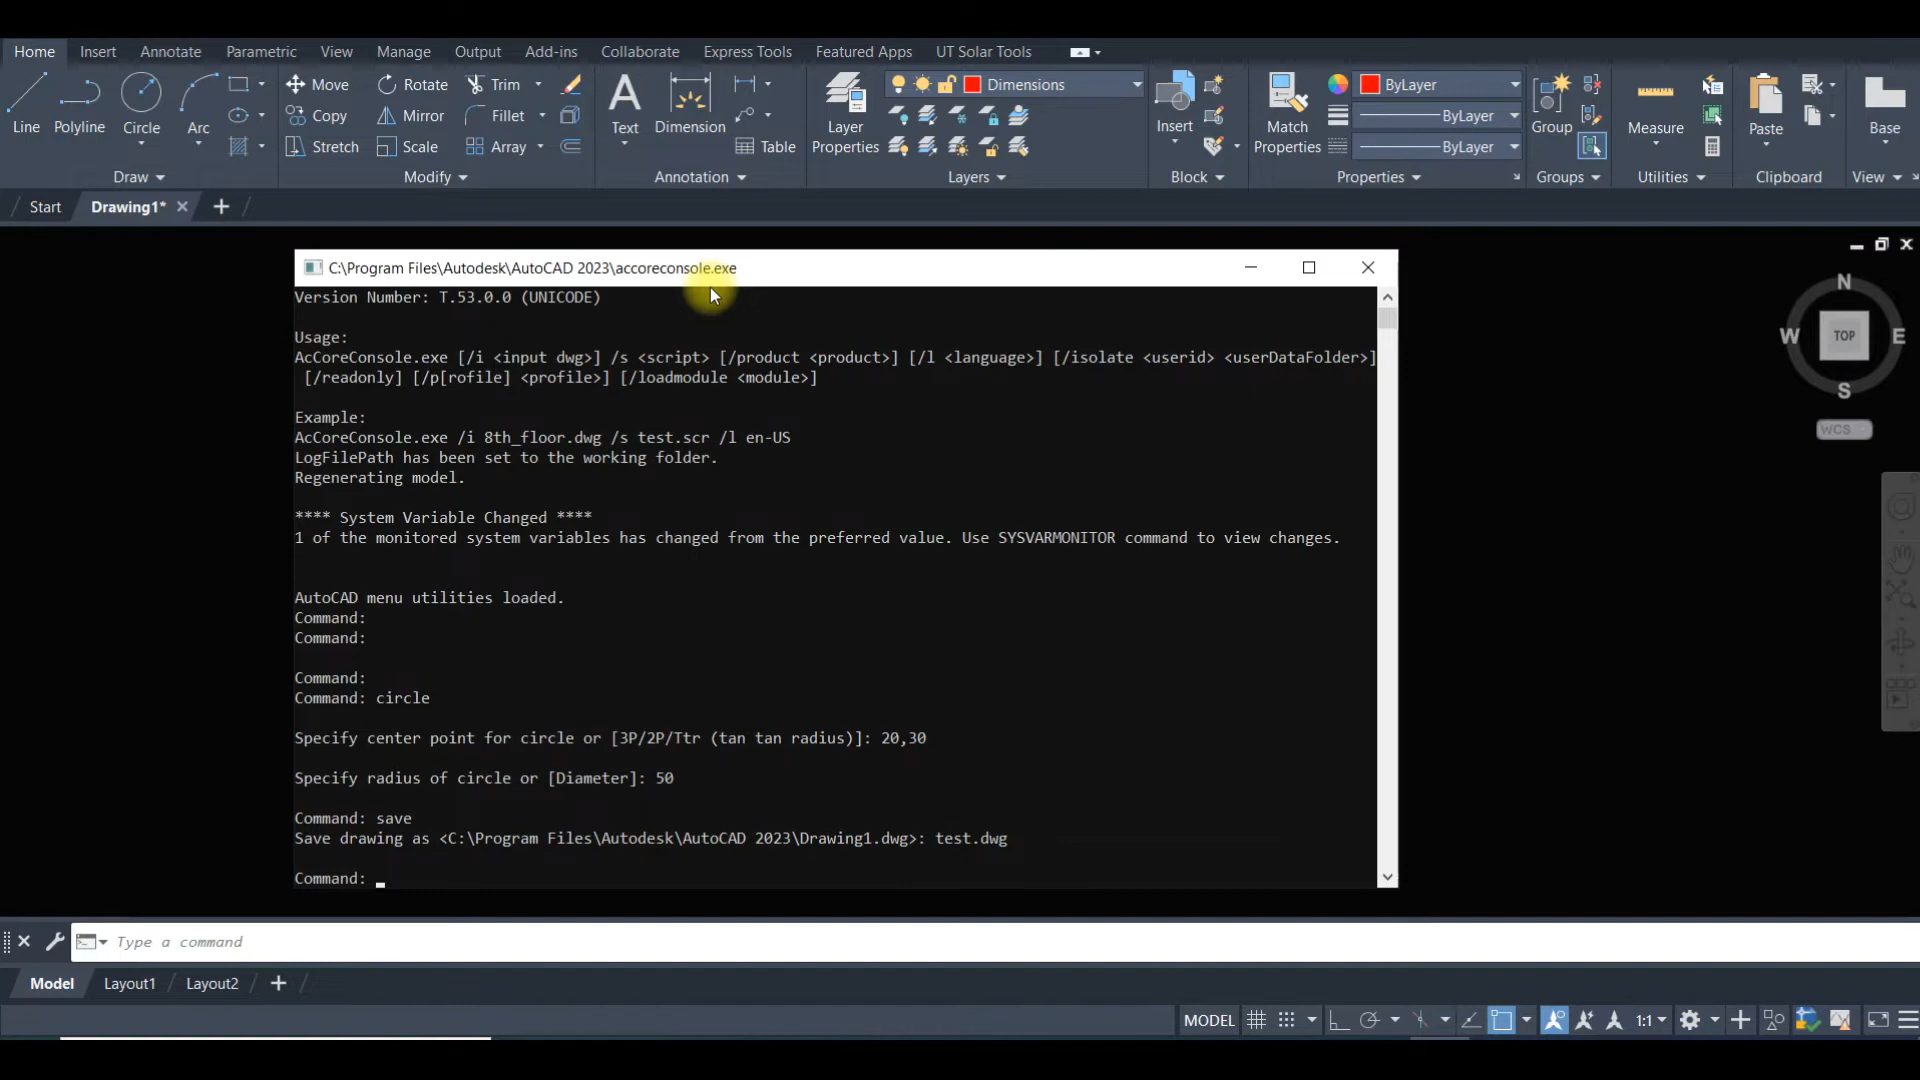 Home Insert Annotate Parametric View Manage Output Add-ins Collaborate Express Tools Featured Apps UT Solar Tools
Move Rotate Trim Dimensions ByLayer
Copy Mirror Fillet ByLayer
Line Polyline Circle Arc Text Dimension Layer Insert Match Group Measure Paste Base
Stretch Scale Array Table Properties Properties ByLayer
Draw Modify Annotation Layers Block Properties Groups Utilities Clipboard View
Start Drawing1* +
C:\Program Files\Autodesk\AutoCAD 2023\accoreconsole.exe
Version Number: T.53.0.0 (UNICODE)
Usage:
AcCoreConsole.exe [/i <input dwg>] /s <script> [/product <product>] [/l <language>] [/isolate <userid> <userDataFolder>]
[/readonly] [/p[rofile] <profile>] [/loadmodule <module>]
Example:
AcCoreConsole.exe /i 8th_floor.dwg /s test.scr /l en-US
LogFilePath has been set to the working folder.
Regenerating model.
**** System Variable Changed ****
1 of the monitored system variables has changed from the preferred value. Use SYSVARMONITOR command to view changes.
AutoCAD menu utilities loaded.
Command:
Command:
Command:
Command: circle
Specify center point for circle or [3P/2P/Ttr (tan tan radius)]: 20,30
Specify radius of circle or [Diameter]: 50
Command: save
Save drawing as <C:\Program Files\Autodesk\AutoCAD 2023\Drawing1.dwg>: test.dwg
Command:
N
W TOP E
S
WCS
Type a command
Model Layout1 Layout2 +
MODEL 1:1